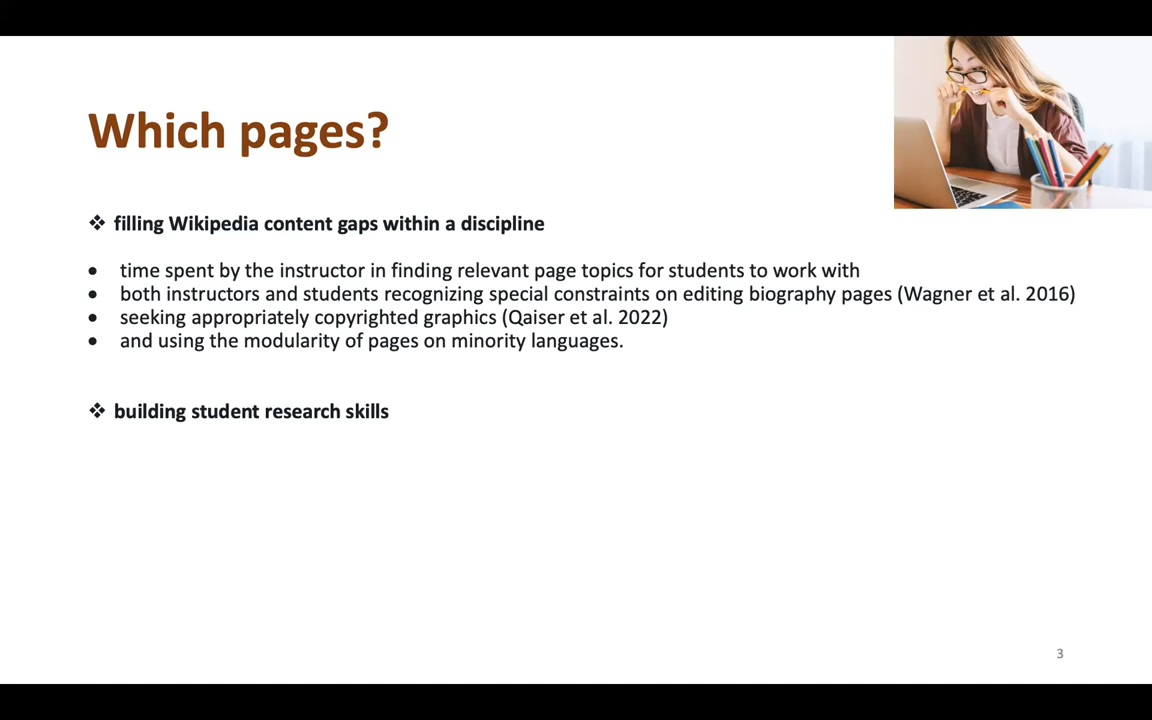 Which pages?
❖ filling Wikipedia content gaps within a discipline
• time spent by the instructor in finding relevant page topics for students to work with
• both instructors and students recognizing special constraints on editing biography pages (Wagner et al. 2016)
• seeking appropriately copyrighted graphics (Qaiser et al. 2022)
• and using the modularity of pages on minority languages.
❖ building student research skills
3